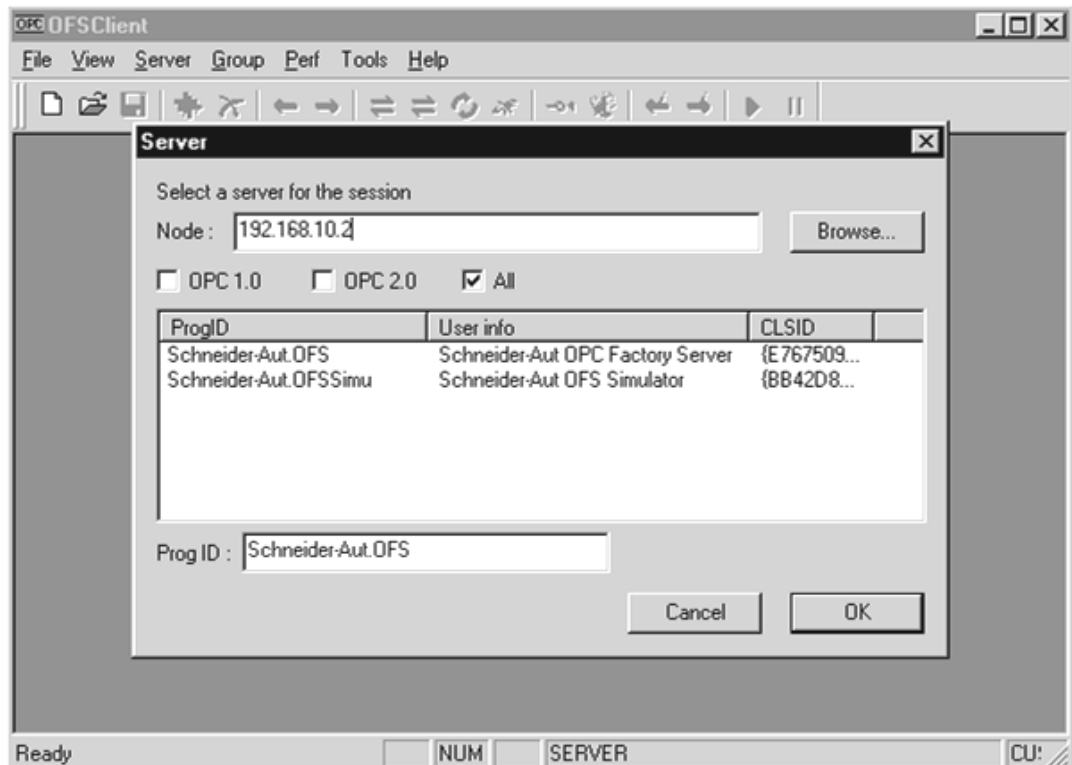 OPC OFSClient
File View Server Group Perf Tools Help
Server
Select a server for the session
Node : 192.168.10.2 Browse...
OPC 1.0 OPC 2.0 All
ProgID User info CLSID
Schneider-Aut.OFS Schneider-Aut OPC Factory Server {E767509...
Schneider-Aut.OFSSimu Schneider-Aut OFS Simulator {BB42D8...
Prog ID : Schneider-Aut.OFS
Cancel OK
Ready NUM SERVER